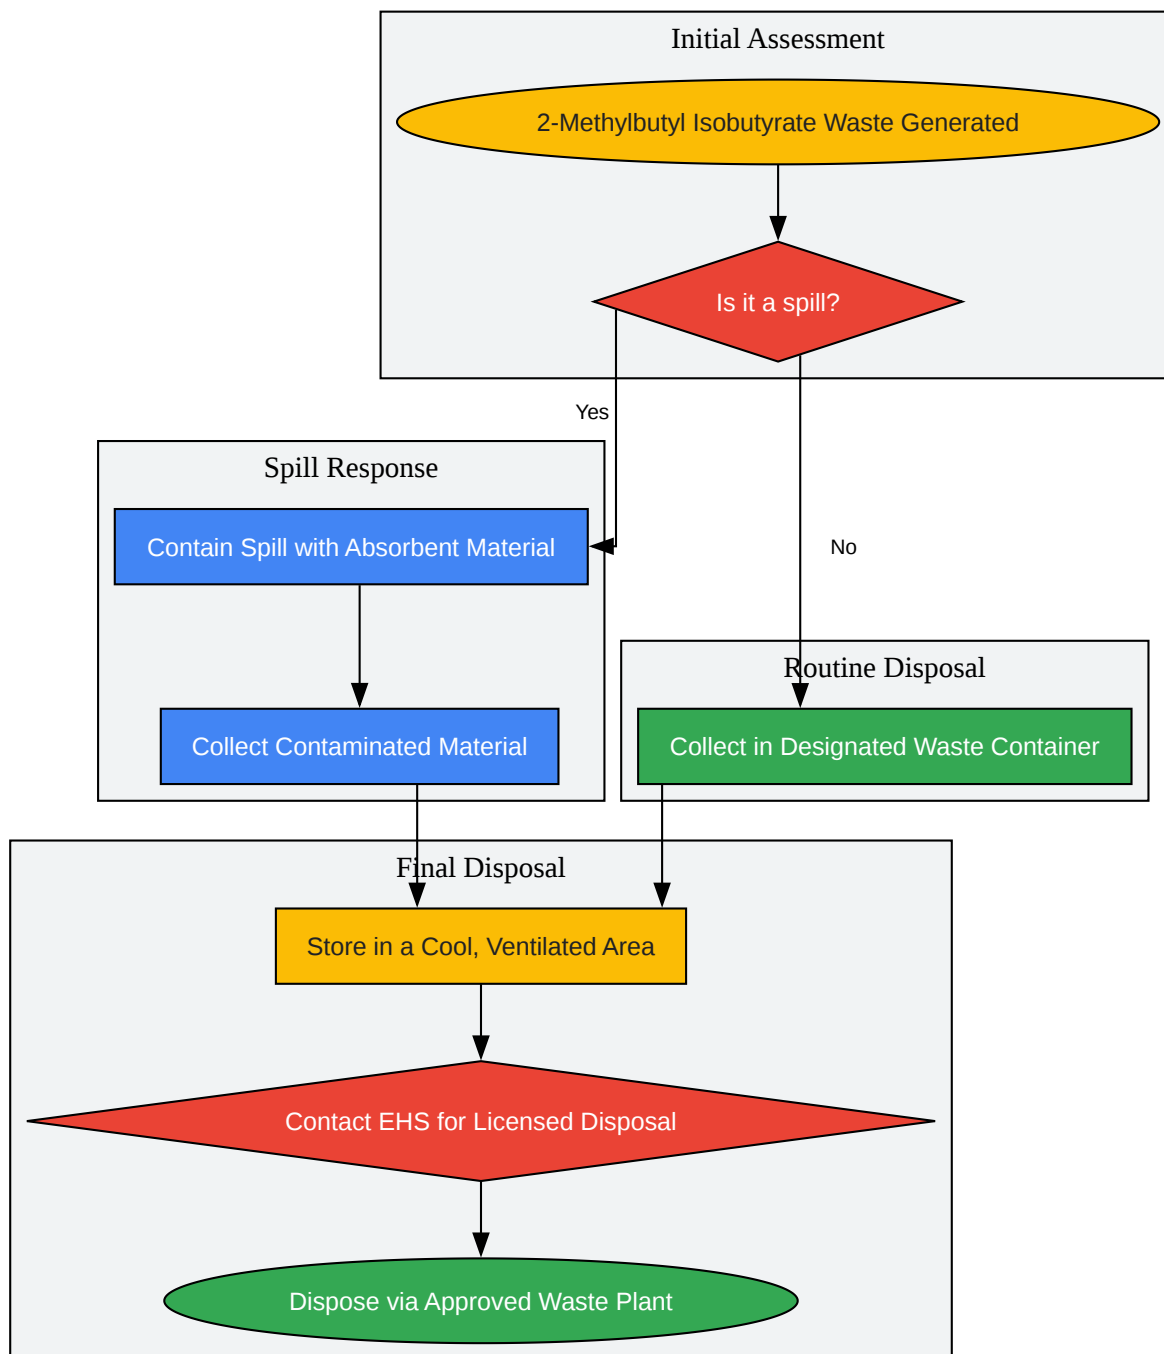 Initial Assessment
2-Methylbutyl Isobutyrate Waste Generated
Is it a spill?
Yes
Spill Response
Contain Spill with Absorbent Material
No
Routine Disposal
Collect Contaminated Material
Collect in Designated Waste Container
Final Disposal
Store in a Cool, Ventilated Area
Contact EHS for Licensed Disposal
Dispose via Approved Waste Plant